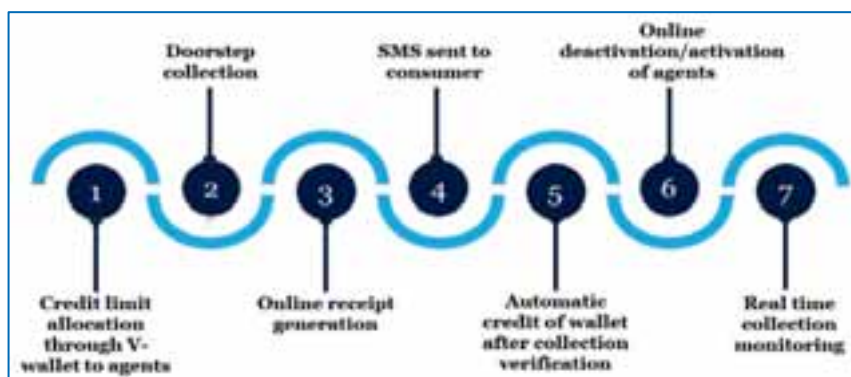 Doorstep
collection
SMS sent to
consumer
Online
deactivation/activation
of agents
1
2
3
4
5
6
7
Credit limit
allocation
through V-
wallet to agents
Online receipt
generation
Automatic
credit of wallet
after collection
verification
Real time
collection
monitoring